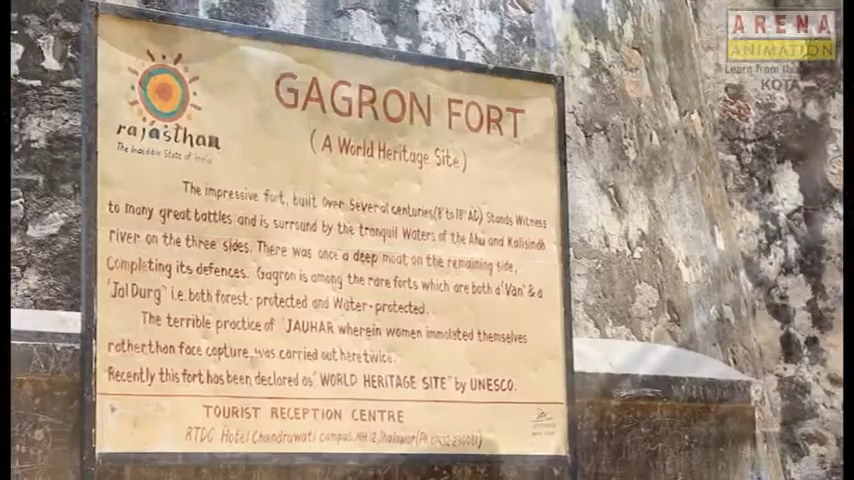 ARENA
ANIMATION
Learn from the
KOTA
rajasthan
The Incredible State of India
GAGRON FORT
(A World Heritage Site)
The impressive fort, built over Several centuries (8th to 18th AD) Stands Witness
to many great battles and is surround by the tranquil Waters of the Ahu and Kalisindh
river on the three sides. There was once a deep moat on the remaining side,
Completing its defences. Gagron is among the rare forts which are both a 'Van' & a
'Jal Durg' i.e. both forest-protected and Water-protected.
The terrible practice of 'JAUHAR' wherein women immolated themselves
rather than face capture, was carried out here twice.
Recently this fort has been declared as "WORLD HERITAGE SITE" by UNESCO.
TOURIST RECEPTION CENTRE
RTDC Hotel Chandrawati campus, NH-12, Jhalawar (Ph